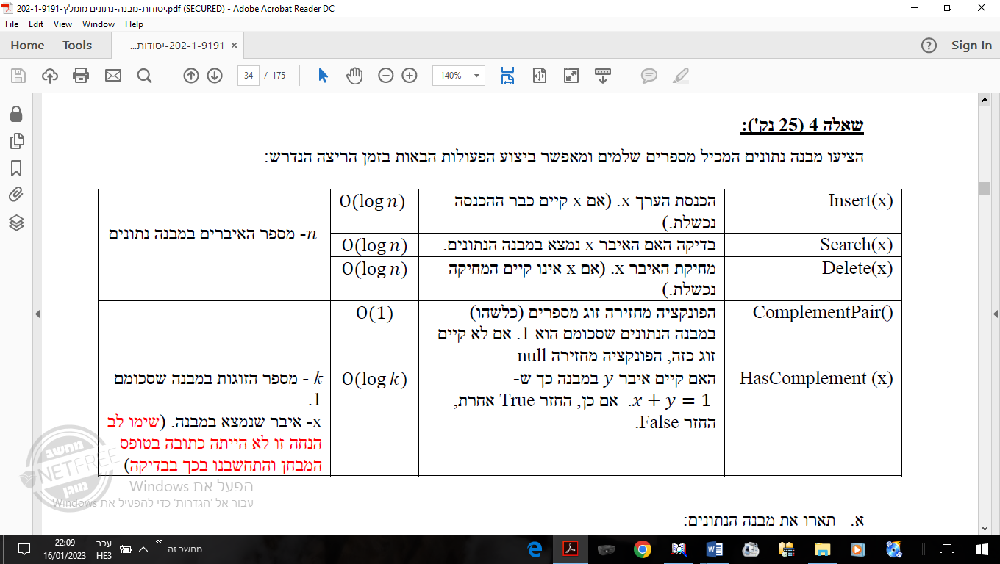 202-1-9191-יסודות-מבנה-נתונים מומלץ.pdf (SECURED) - Adobe Acrobat Reader DC
File Edit View Window Help
Home Tools 202-1-9191-יסודות... × ? Sign In
34 / 175 140%
שאלה 4 (25 נק'):
הציעו מבנה נתונים המכיל מספרים שלמים ומאפשר ביצוע הפעולות הבאות בזמן הריצה הנדרש:
Insert(x) הכנסת הערך x. (אם x קיים כבר ההכנסה O(log n)
נכשלת.)
n- מספר האיברים במבנה נתונים
Search(x) בדיקה האם האיבר x נמצא במבנה הנתונים. O(log n)
Delete(x) מחיקת האיבר x. (אם x אינו קיים המחיקה O(log n)
נכשלת.)
ComplementPair() הפונקציה מחזירה זוג מספרים (כלשהו) O(1)
במבנה הנתונים שסכומם הוא 1. אם לא קיים
זוג כזה, הפונקציה מחזירה null
HasComplement (x) האם קיים איבר y במבנה כך ש- O(log k) k - מספר הזוגות במבנה שסכומם
x + y = 1. אם כן, החזר True אחרת, 1.
החזר False. x- איבר שנמצא במבנה. (שימו לב
הנחה זו לא הייתה כתובה בטופס
המבחן והתחשבנו בכך בבדיקה)
מחשב
NETFREE
מוגן
הפעל את Windows
עבור אל 'הגדרות' כדי להפעיל את Windows.
א. תארו את מבנה הנתונים:
22:09 עבר מחשב זה
16/01/2023 HE3